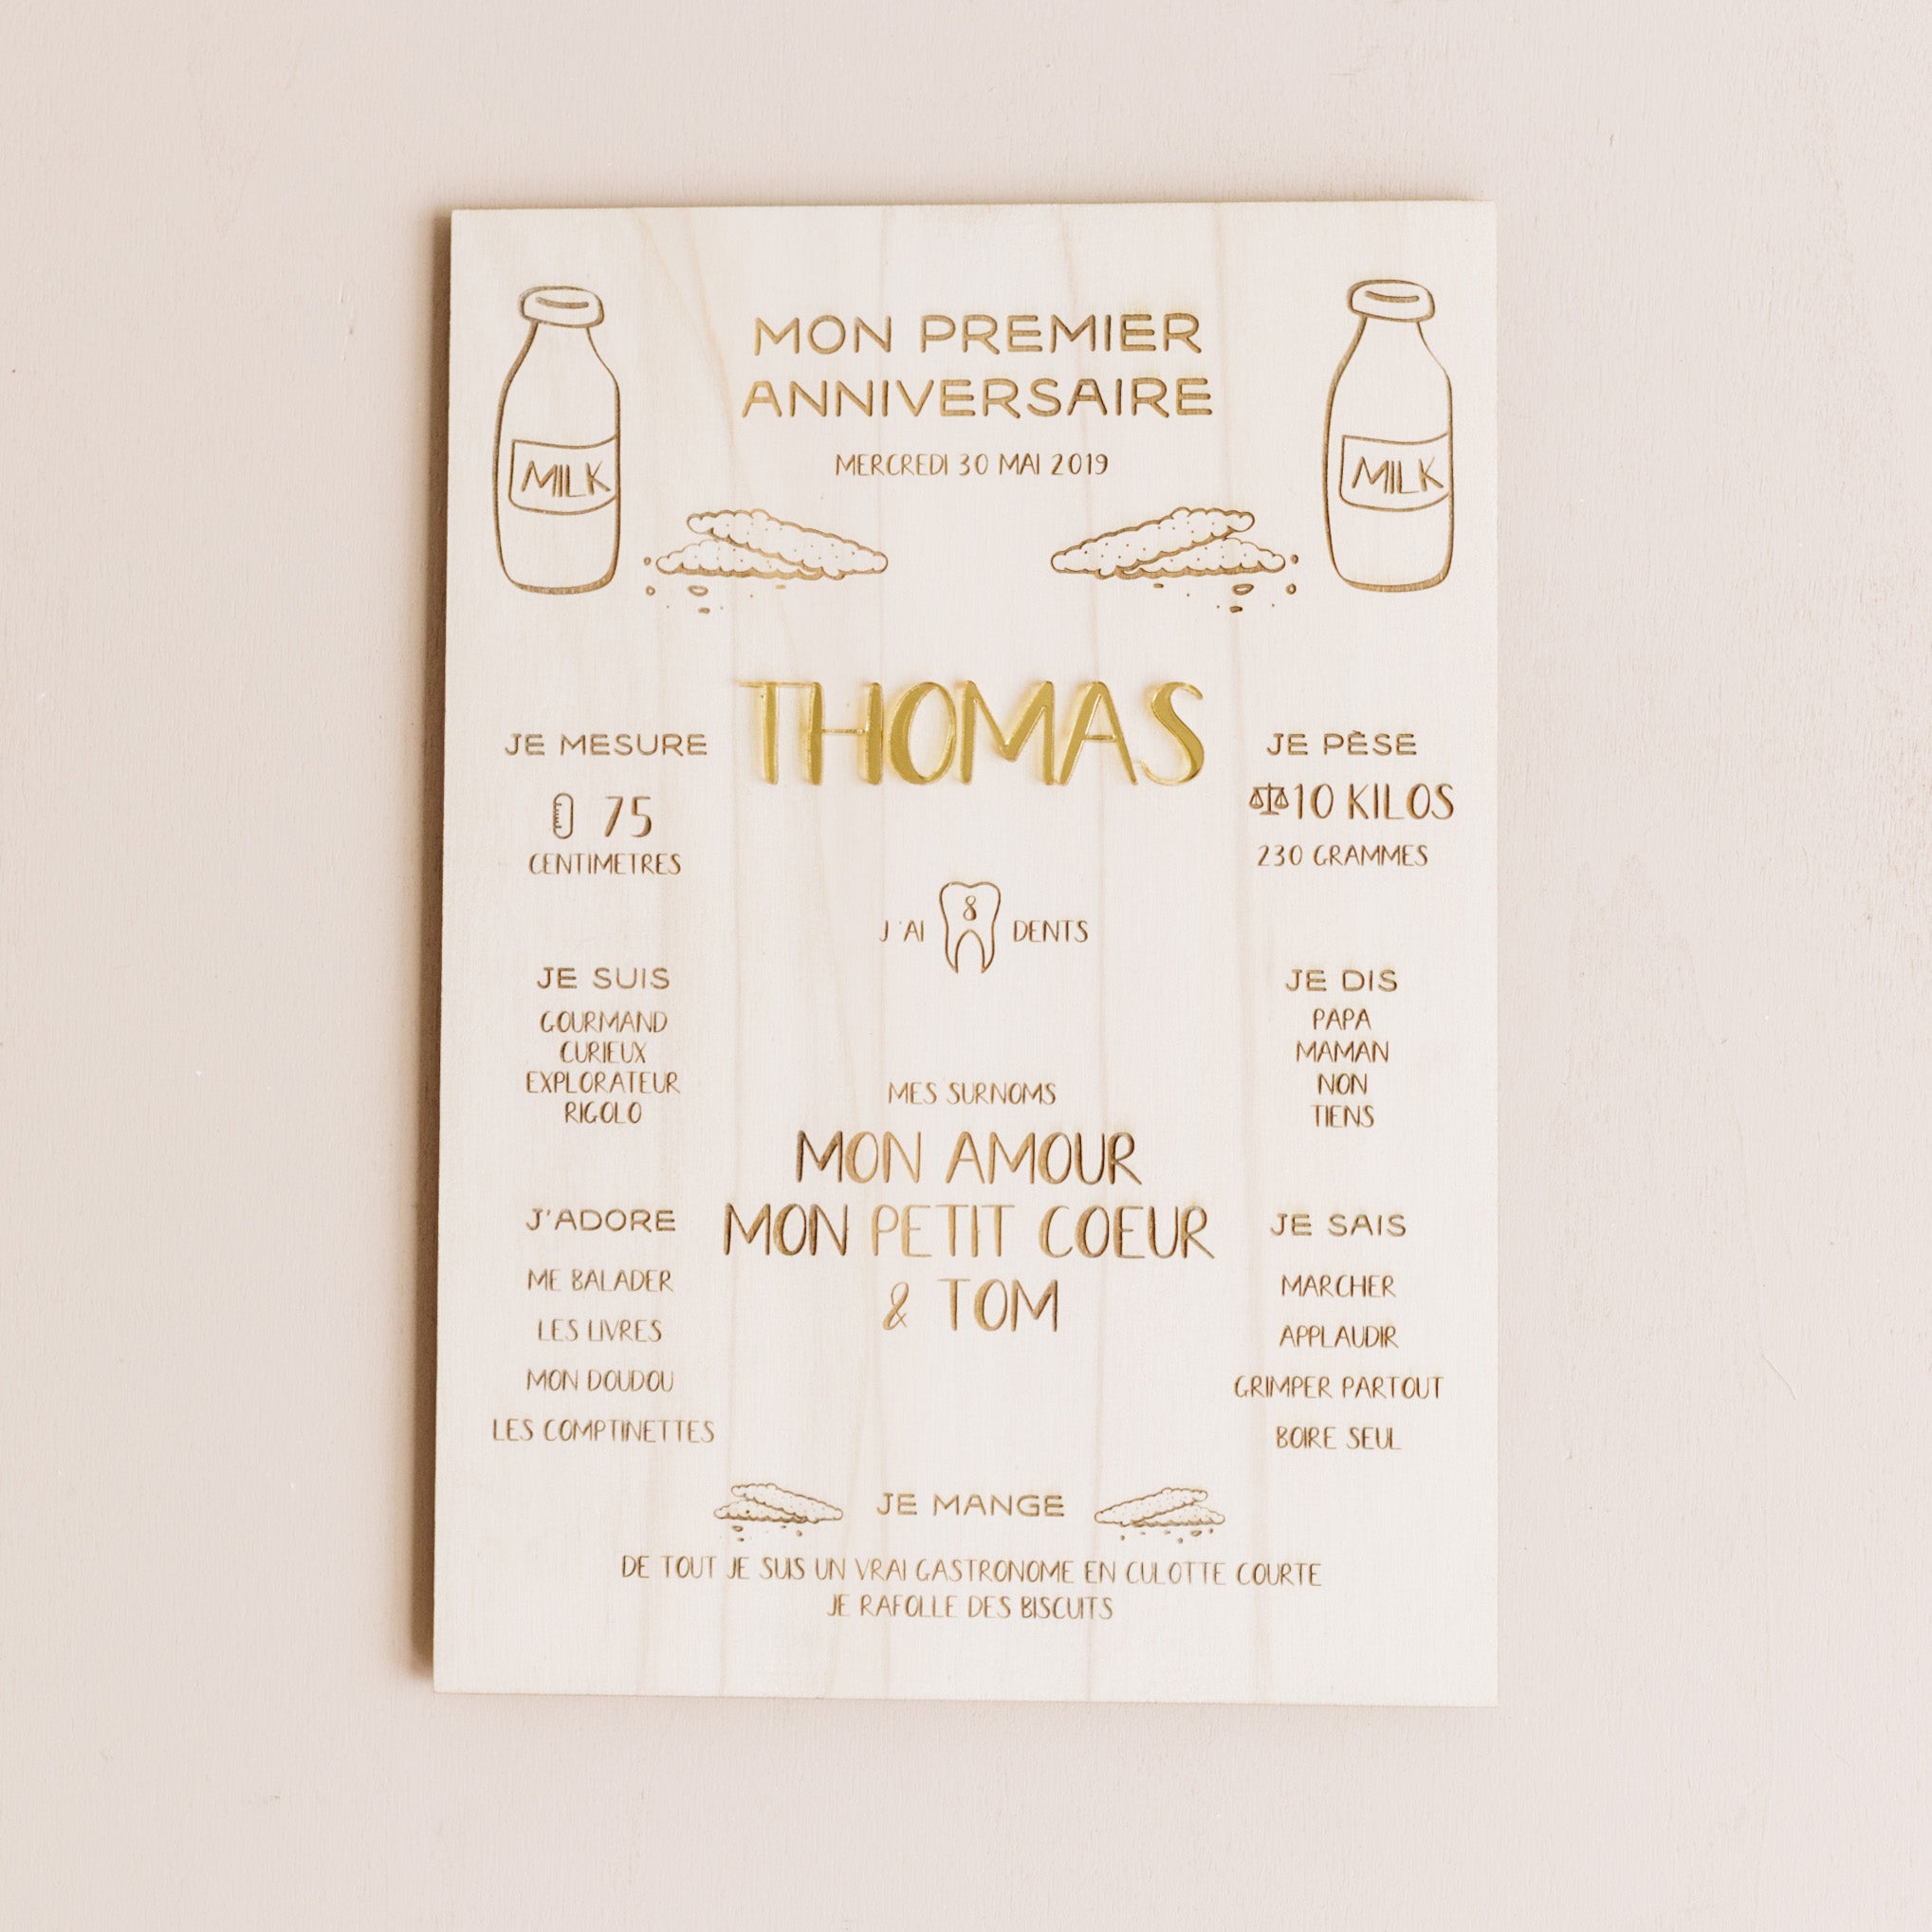 MON PREMIER
ANNIVERSAIRE
MERCREDI 30 MAI 2019
MILK
MILK
THOMAS
JE MESURE
75
CENTIMETRES
JE PÈSE
10 KILOS
230 GRAMMES
J'AI 8 DENTS
JE SUIS
GOURMAND
CURIEUX
EXPLORATEUR
RIGOLO
JE DIS
PAPA
MAMAN
NON
TIENS
MES SURNOMS
MON AMOUR
MON PETIT COEUR
& TOM
J'ADORE
ME BALADER
LES LIVRES
MON DOUDOU
LES COMPTINETTES
JE SAIS
MARCHER
APPLAUDIR
GRIMPER PARTOUT
BOIRE SEUL
JE MANGE
DE TOUT JE SUIS UN VRAI GASTRONOME EN CULOTTE COURTE
JE RAFOLLE DES BISCUITS